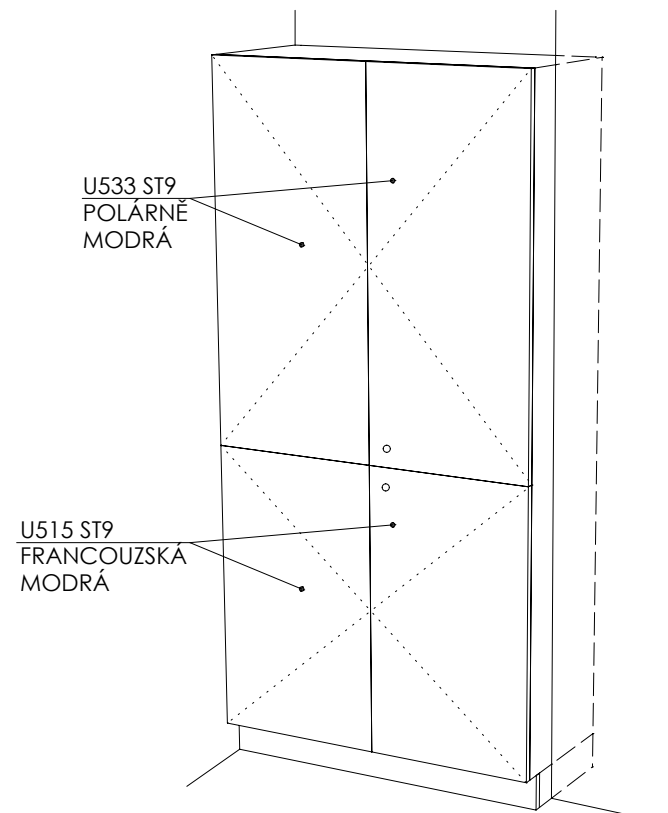 U533 ST9
POLÁRNĚ
MODRÁ
U515 ST9
FRANCOUZSKÁ
MODRÁ